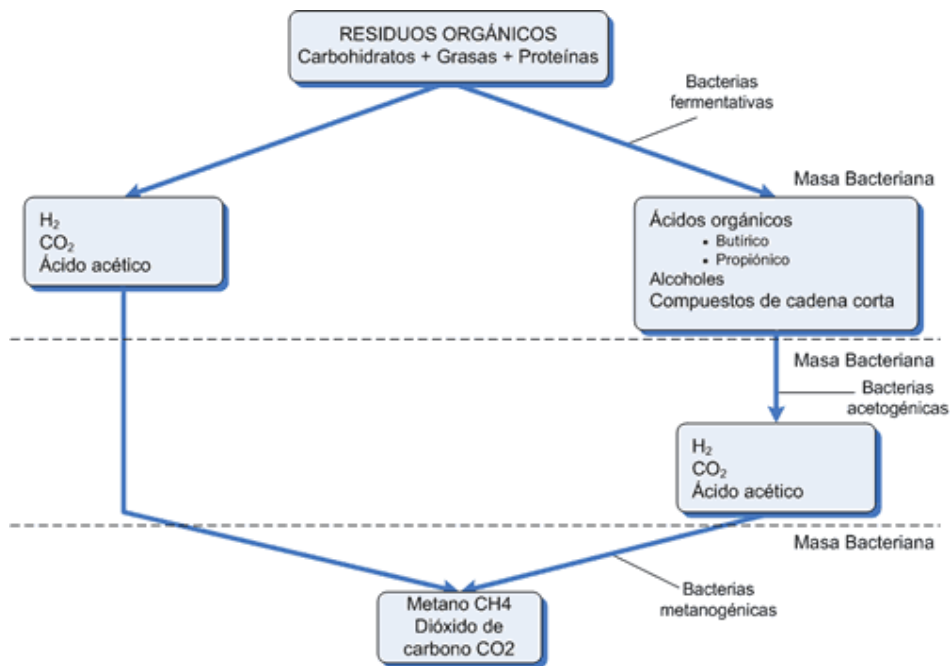 RESIDUOS ORGÁNICOS
Carbohidratos + Grasas + Proteínas
Bacterias
fermentativas
Masa Bacteriana
H₂
CO₂
Ácido acético
Ácidos orgánicos
• Butírico
• Propiónico
Alcoholes
Compuestos de cadena corta
Masa Bacteriana
Bacterias
acetogénicas
H₂
CO₂
Ácido acético
Masa Bacteriana
Bacterias
metanogénicas
Metano CH4
Dióxido de
carbono CO2